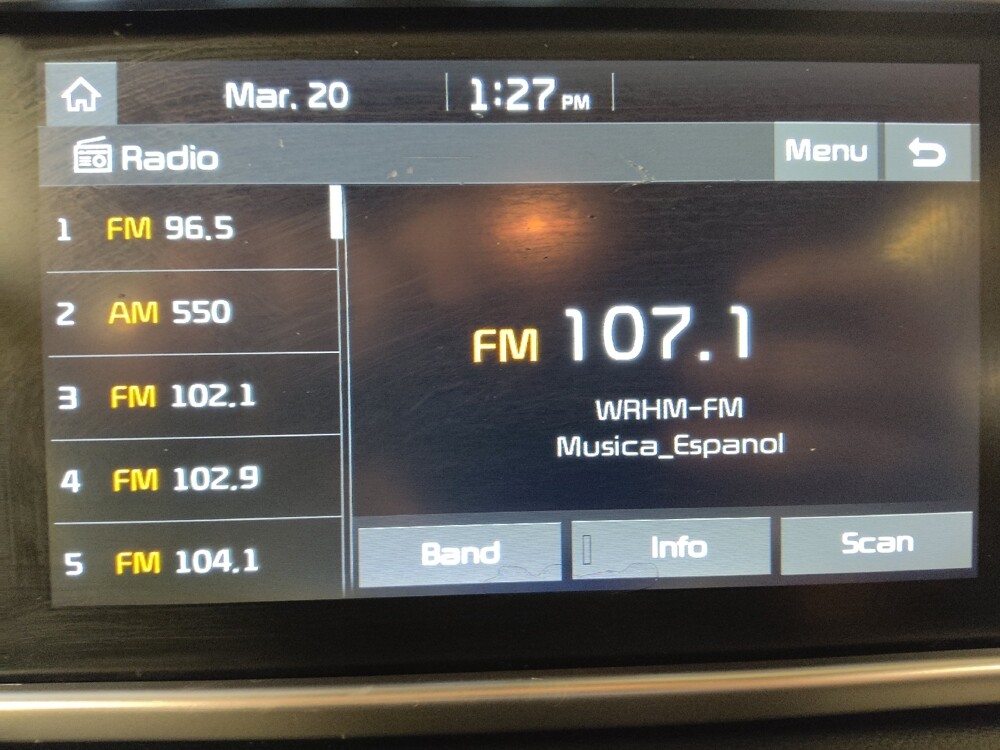 Mar. 20 1:27 PM
Radio Menu
1 FM 96.5
2 AM 550
3 FM 102.1
4 FM 102.9
5 FM 104.1
FM 107.1
WRHM-FM
Musica_Espanol
Band Info Scan